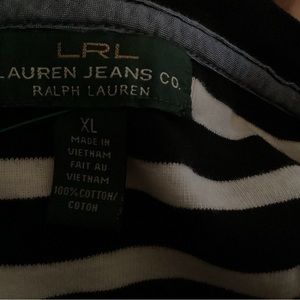 LRL
LAUREN JEANS CO.
RALPH LAUREN
XL
MADE IN
VIETNAM
FAIT AU
VIETNAM
100% COTTON/
COTON